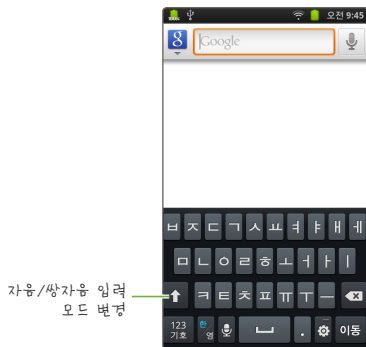 오전 9:45
8 Google
ㅂ ㅈ ㄷ ㄱ ㅅ ㅛ ㅕ ㅑ ㅐ ㅔ
ㅁ ㄴ ㅇ ㄹ ㅎ ㅗ ㅓ ㅏ ㅣ
자음/쌍자음 입력
모드 변경
ㅋ ㅌ ㅊ ㅍ ㅠ ㅜ ㅡ
123
기호
한
영
.
이동